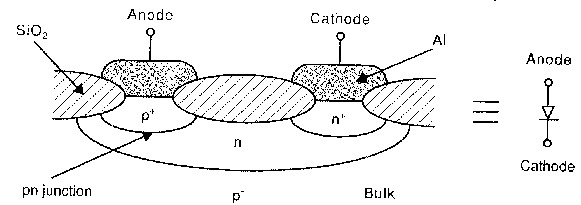 Anode
Cathode
SiO2
Al
Anode
p+
n+
n
Cathode
pn junction
p-
Bulk